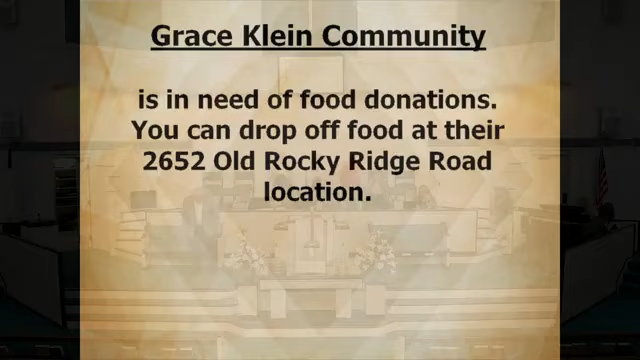 Grace Klein Community
is in need of food donations.
You can drop off food at their
2652 Old Rocky Ridge Road
location.